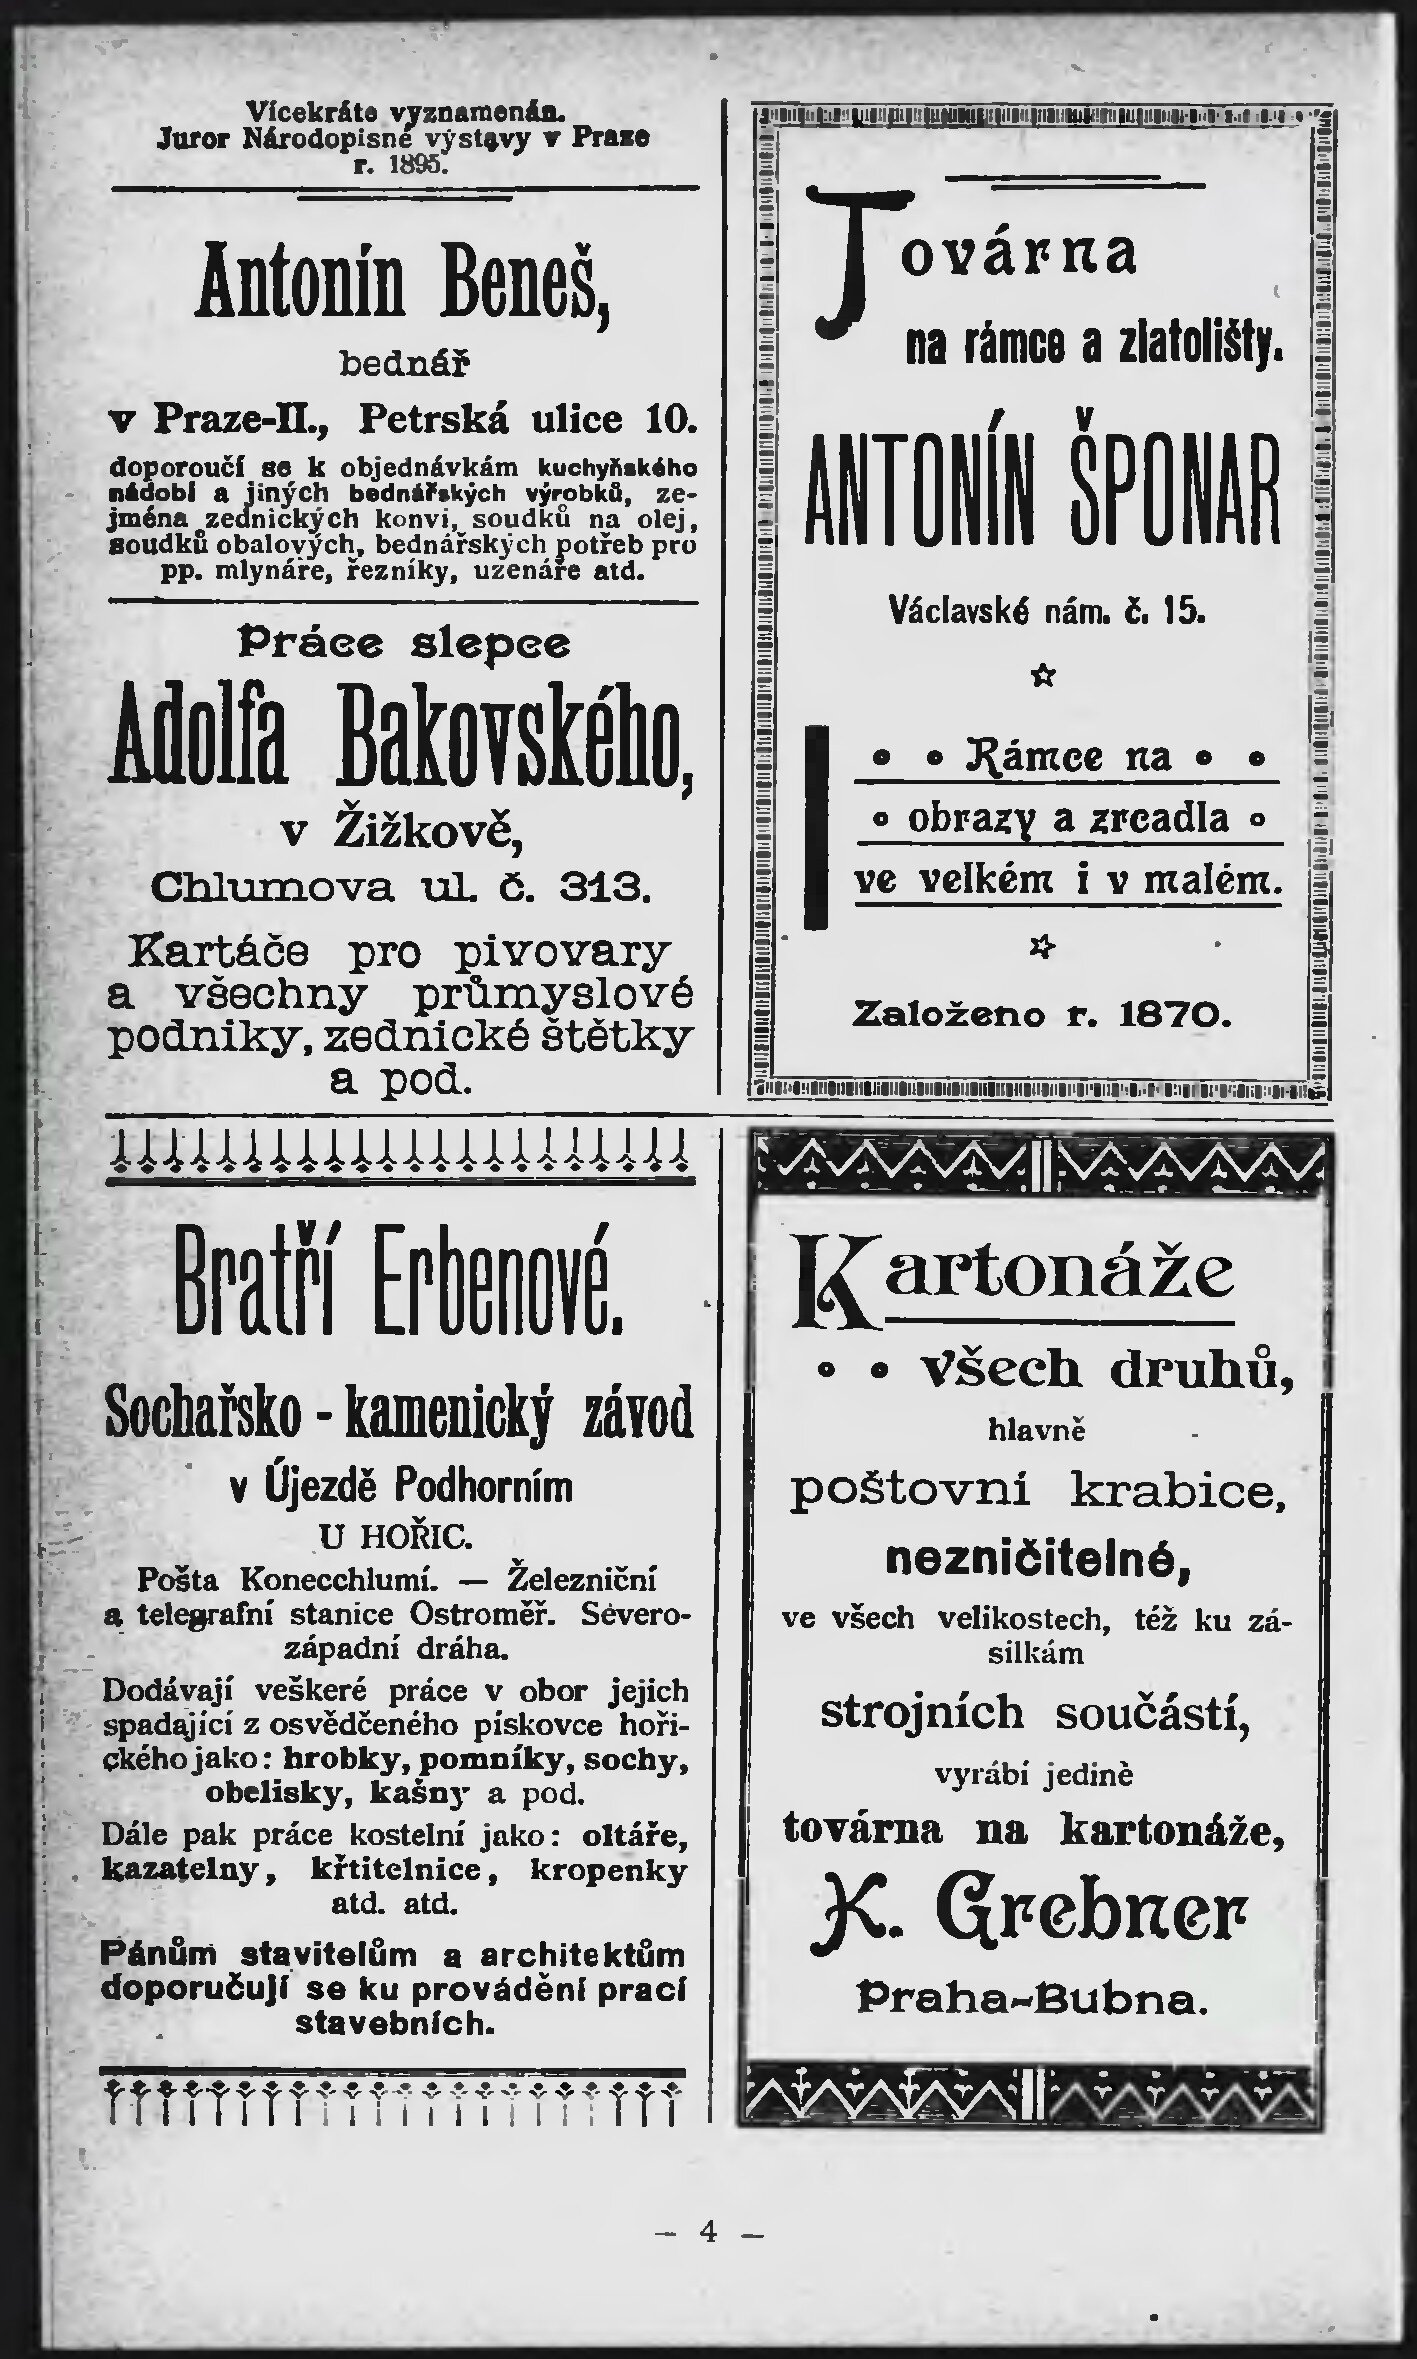 Vícekráte vyznamenán.
Juror Národopisné výstavy v Praze
r. 1895.
Antonín Beneš,
bednář
v Praze-II., Petrská ulice 10.
doporoučí se k objednávkám kuchyňského
nádobí a jiných bednářských výrobků, ze-
jména zednických konvi, soudků na olej,
soudků obalových, bednářských potřeb pro
pp. mlynáře, řezníky, uzenáře atd.
Práce slepce
Adolfa Bakovského,
v Žižkově,
Chlumova ul. č. 313.
Kartáče pro pivovary
a všechny průmyslové
podniky, zednické štětky
a pod.
Továrna
na rámce a zlatolišty.
ANTONÍN ŠPONAR
Václavské nám. č. 15.
Rámce na
obrazy a zrcadla
ve velkém i v malém.
Založeno r. 1870.
Bratří Erbenové.
Sochařsko - kamenický závod
v Újezdě Podhorním
U HOŘIC.
Pošta Konecchlumí. — Železniční
a telegrafní stanice Ostroměř. Severo-
západní dráha.
Dodávají veškeré práce v obor jejich
spadající z osvědčeného pískovce hoři-
ckého jako: hrobky, pomníky, sochy,
obelisky, kašny a pod.
Dále pak práce kostelní jako: oltáře,
kazatelny, křtitelnice, kropenky
atd. atd.
Pánům stavitelům a architektům
doporučují se ku provádění prací
stavebních.
Kartonáže
všech druhů,
hlavně
poštovní krabice,
nezničitelné,
ve všech velikostech, též ku zá-
silkám
strojních součástí,
vyrábí jedině
továrna na kartonáže,
K. Grebner
Praha-Bubna.
– 4 –